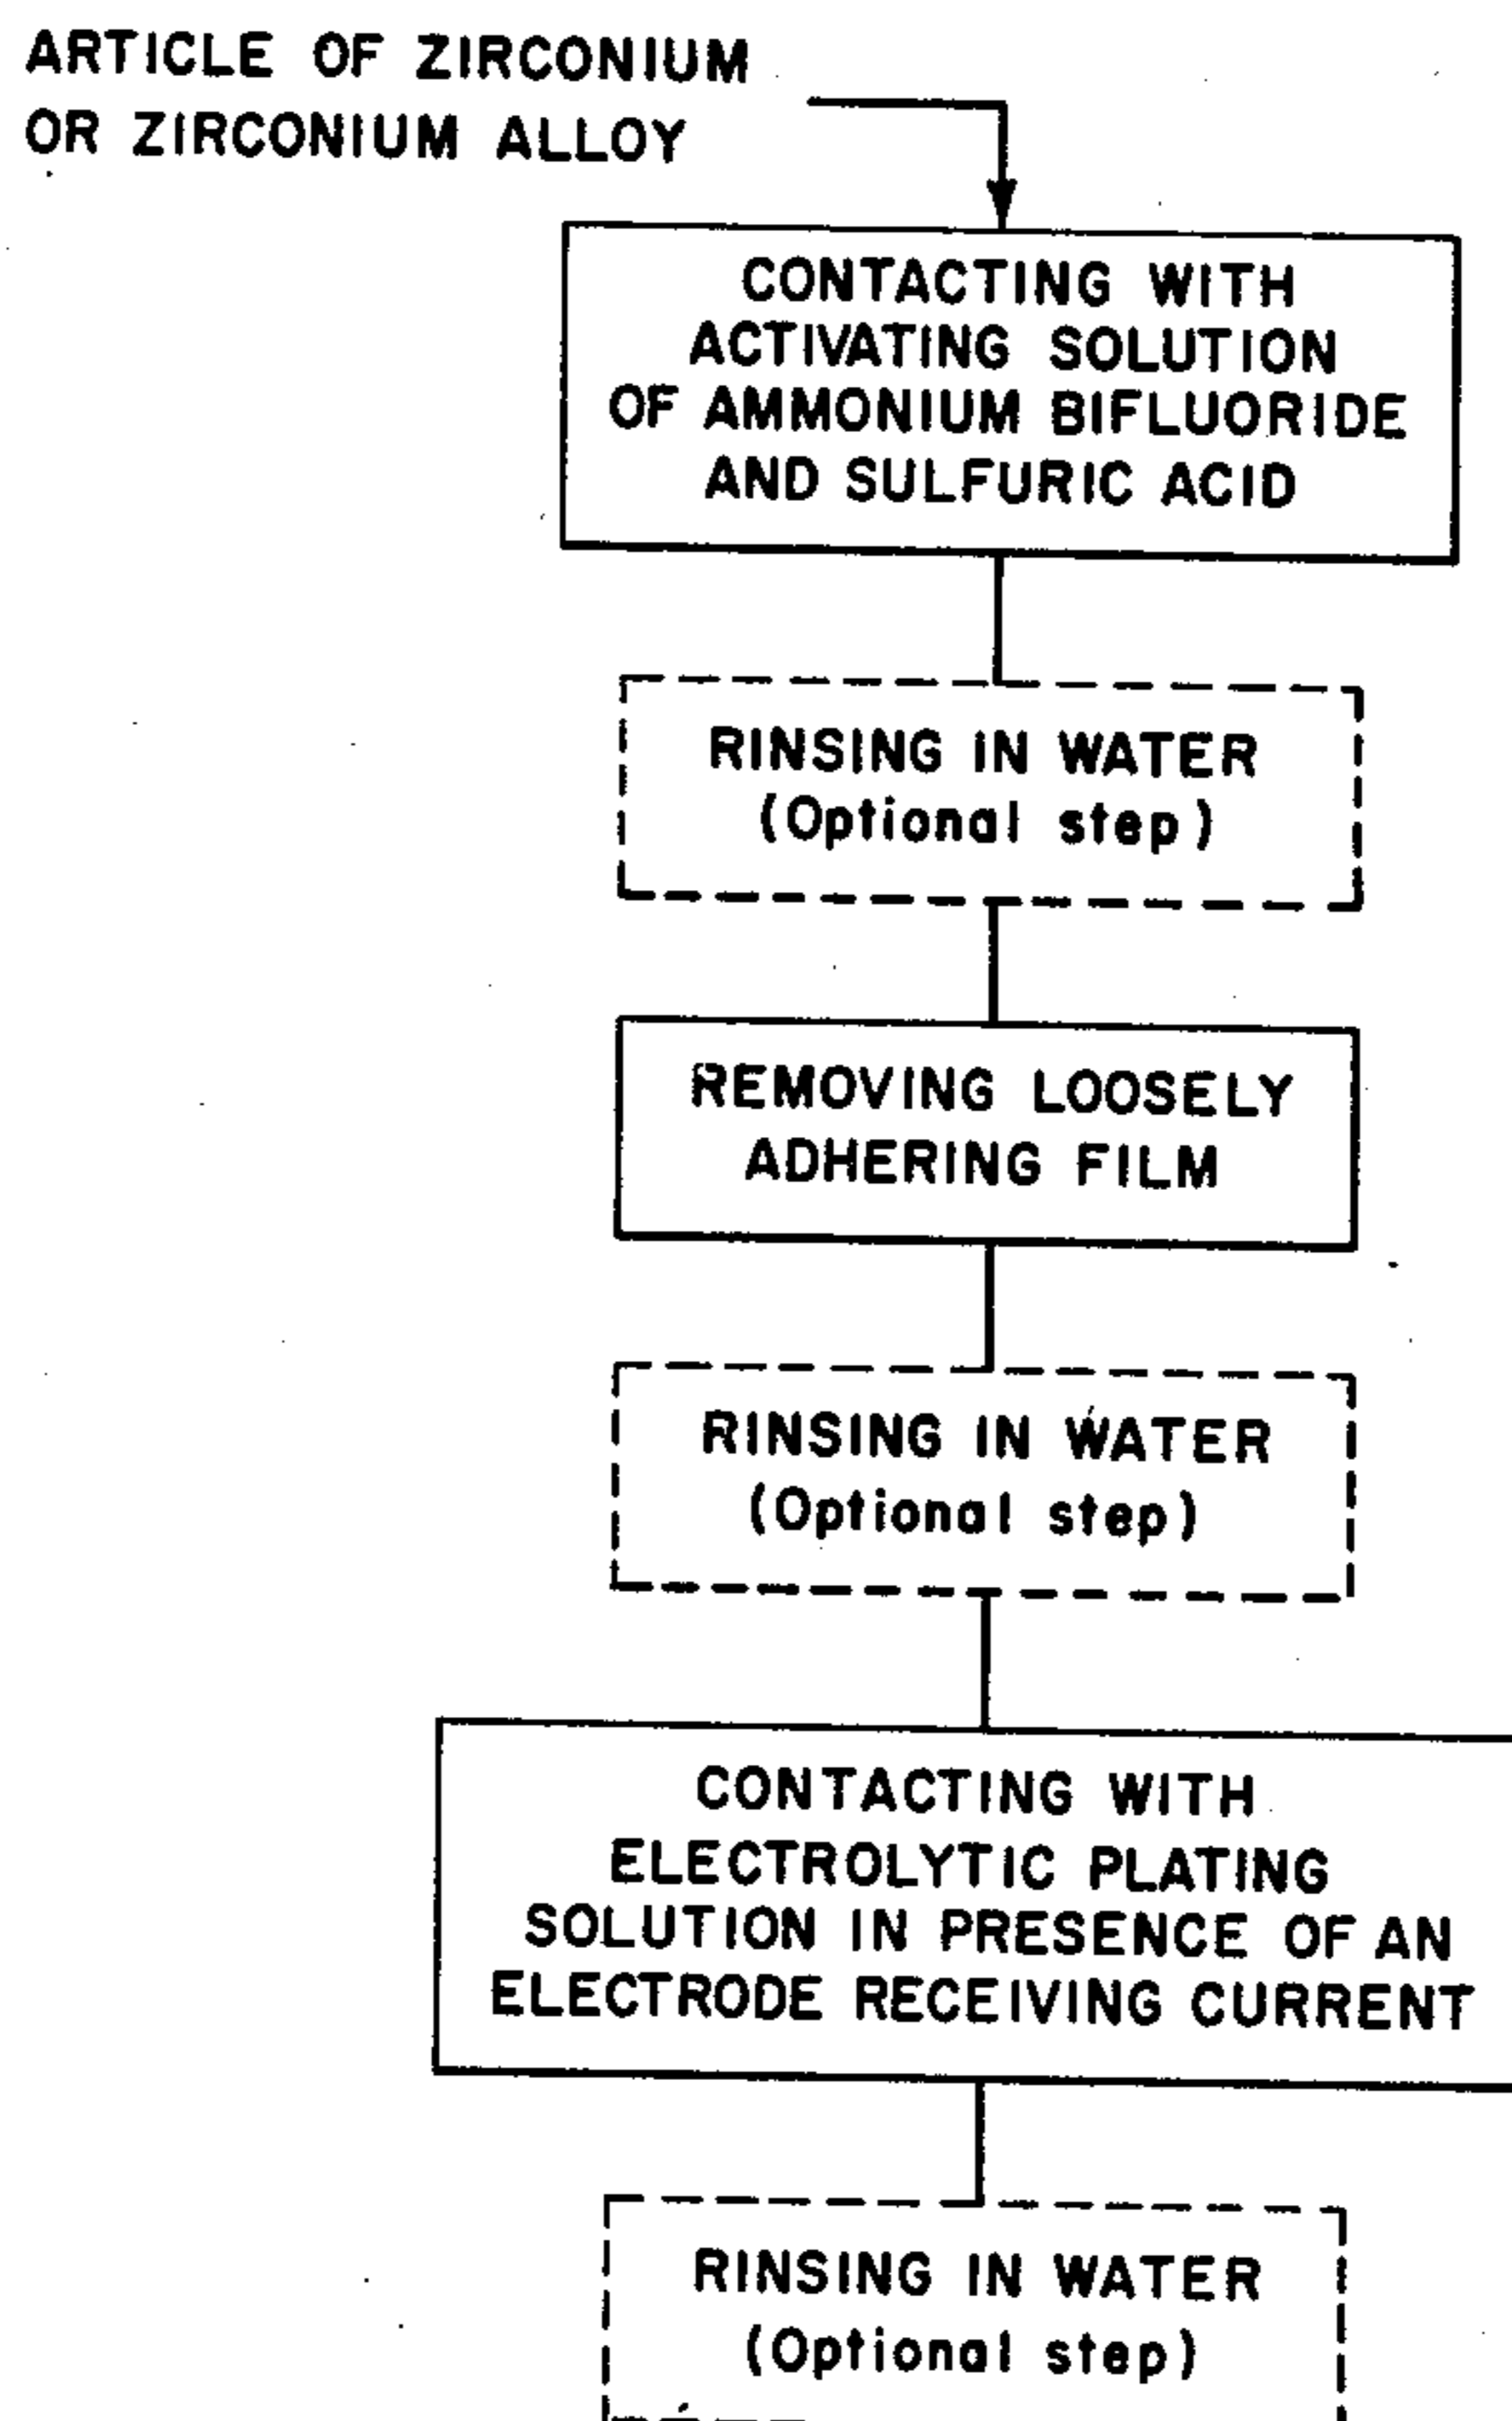 ARTICLE OF ZIRCONIUM
OR ZIRCONIUM ALLOY
CONTACTING WITH
ACTIVATING SOLUTION
OF AMMONIUM BIFLUORIDE
AND SULFURIC ACID
RINSING IN WATER
(Optional step)
REMOVING LOOSELY
ADHERING FILM
RINSING IN WATER
(Optional step)
CONTACTING WITH
ELECTROLYTIC PLATING
SOLUTION IN PRESENCE OF AN
ELECTRODE RECEIVING CURRENT
RINSING IN WATER
(Optional step)